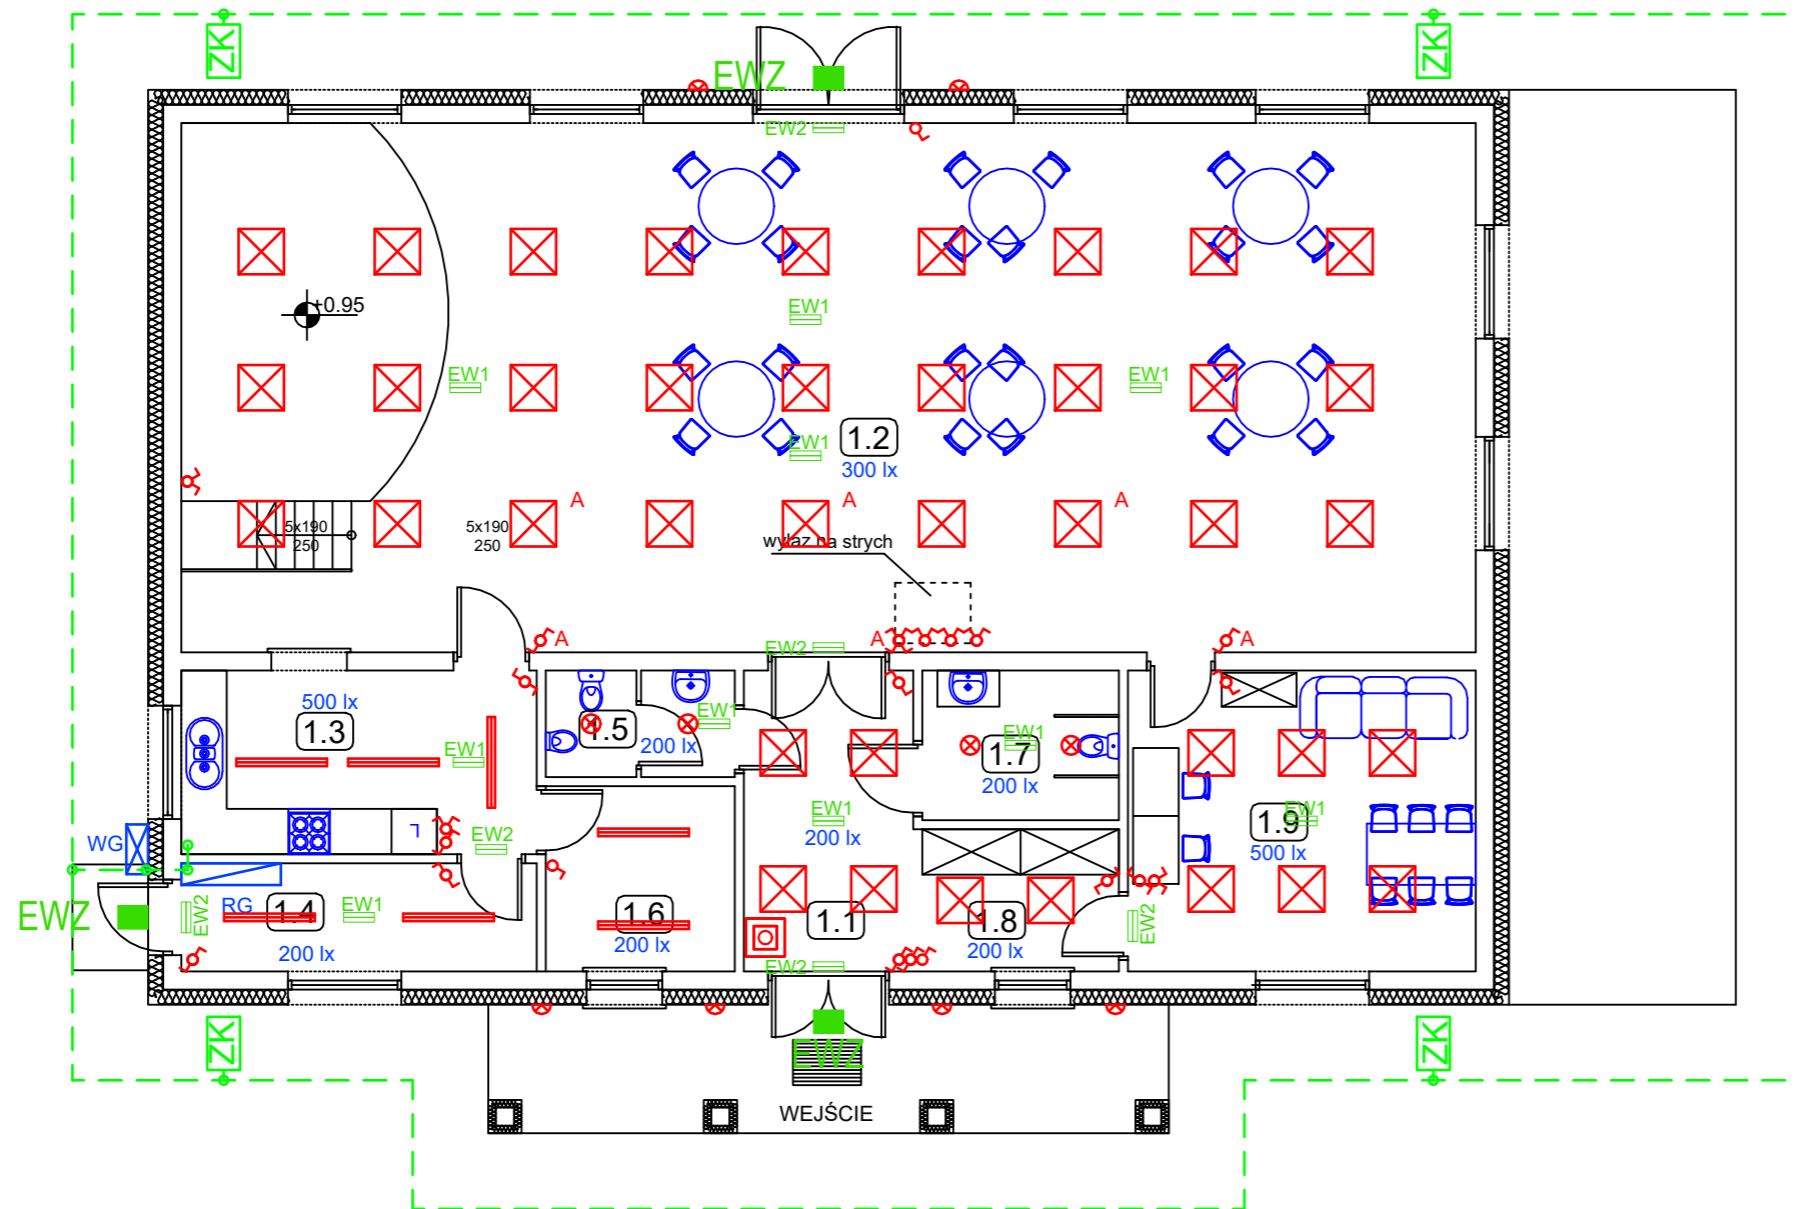 ZK
ZK
EWZ
EW2
+0.95
EW1
EW1
EW1
EW1
1.2
300 lx
A
A
A
5x190
250
5x190
250
wyłaz na strych
A
A
A
EW2
500 lx
1.3
EW1
1.5
200 lx
EW1
EW1
1.7
200 lx
EW1
200 lx
1.9
EW1
500 lx
WG
EW2
EWZ
EW2
RG
1.4
EW1
200 lx
1.6
200 lx
1.1
1.8
200 lx
EW2
EW2
ZK
EWZ
ZK
WEJŚCIE